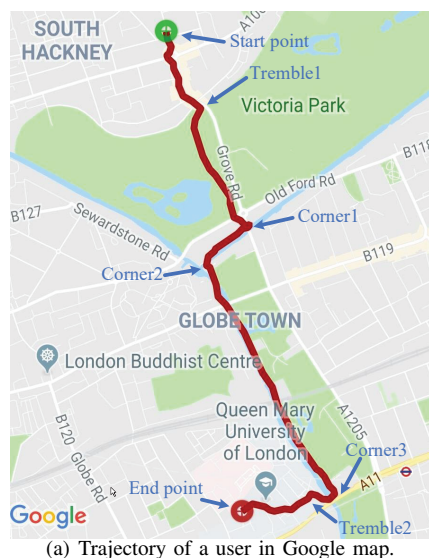 SOUTH
HACKNEY
A106
Start point
Tremble1
Victoria Park
Grove Rd
B118
Old Ford Rd
Sewardstone Rd
B127
Corner1
B119
Corner2
GLOBE TOWN
London Buddhist Centre
Queen Mary
University
of London
A1205
B120
Globe Rd
Corner3
A11
End point
Tremble2
Google
(a) Trajectory of a user in Google map.